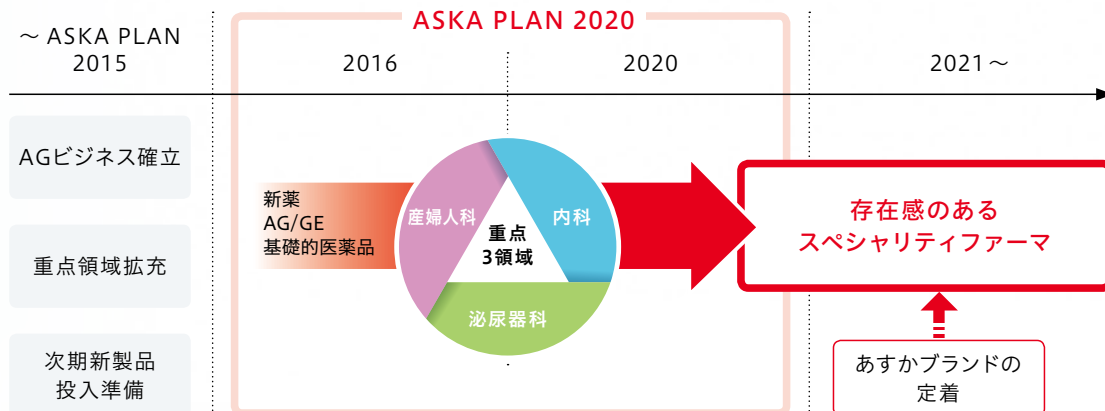 ASKA PLAN 2020
～ ASKA PLAN
2015
2016
2020
2021～
AGビジネス確立
重点領域拡充
次期新製品
投入準備
新薬
AG/GE
基礎的医薬品
産婦人科
内科
重点
3領域
泌尿器科
存在感のある
スペシャリティファーマ
あすかブランドの
定着